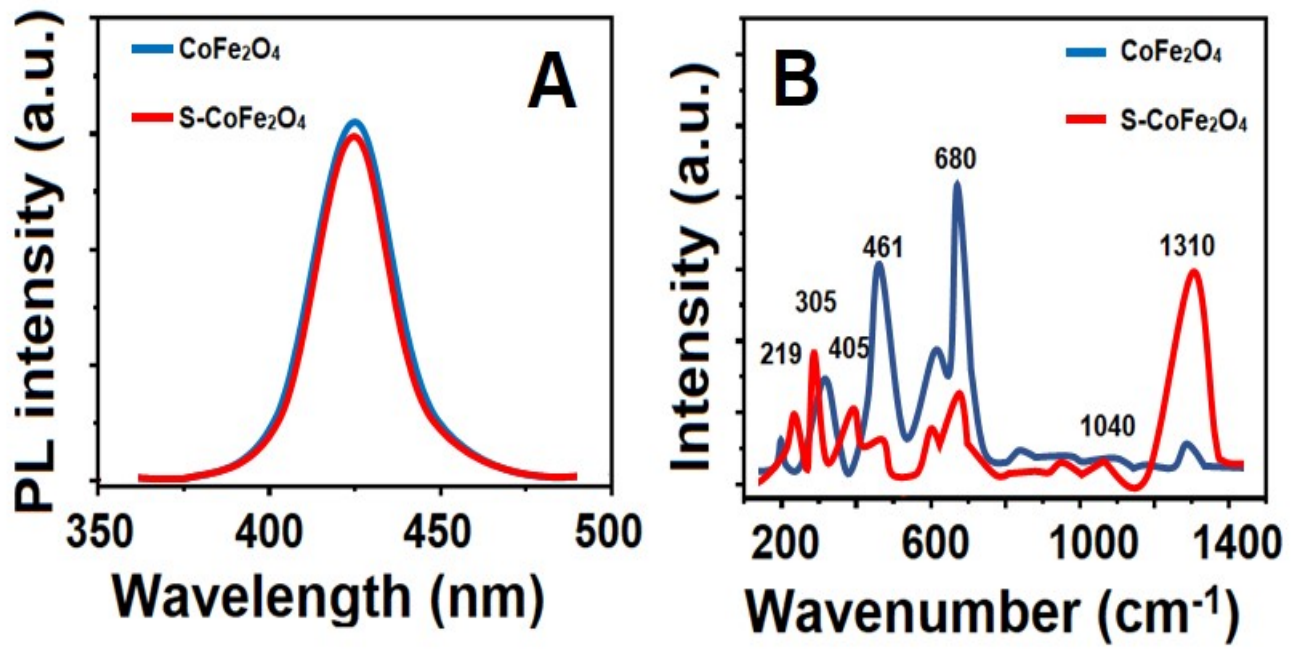 CoFe₂O₄
S-CoFe₂O₄
A
PL intensity (a.u.)
350 400 450 500
Wavelength (nm)
CoFe₂O₄
S-CoFe₂O₄
B
680
461
1310
305
219
405
1040
Intensity (a.u.)
200 600 1000 1400
Wavenumber (cm⁻¹)